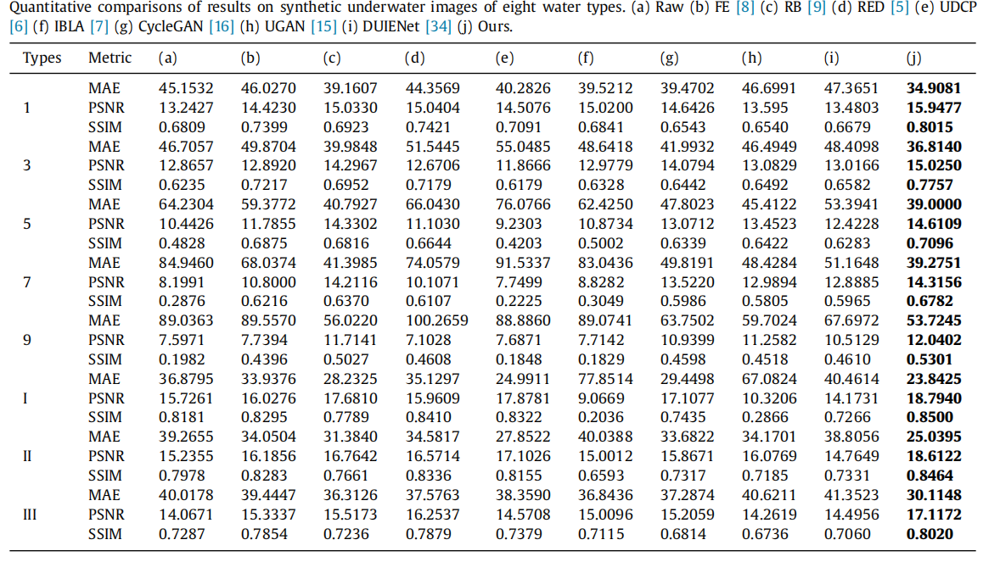 Quantitative comparisons of results on synthetic underwater images of eight water types. (a) Raw (b) FE [8] (c) RB [9] (d) RED [5] (e) UDCP
[6] (f) IBLA [7] (g) CycleGAN [16] (h) UGAN [15] (i) DUIENet [34] (j) Ours.
Types Metric (a) (b) (c) (d) (e) (f) (g) (h) (i) (j)
MAE 45.1532 46.0270 39.1607 44.3569 40.2826 39.5212 39.4702 46.6991 47.3651 34.9081
1 PSNR 13.2427 14.4230 15.0330 15.0404 14.5076 15.0200 14.6426 13.595 13.4803 15.9477
SSIM 0.6809 0.7399 0.6923 0.7421 0.7091 0.6841 0.6543 0.6540 0.6679 0.8015
MAE 46.7057 49.8704 39.9848 51.5445 55.0485 48.6418 41.9932 46.4949 48.4098 36.8140
3 PSNR 12.8657 12.8920 14.2967 12.6706 11.8666 12.9779 14.0794 13.0829 13.0166 15.0250
SSIM 0.6235 0.7217 0.6952 0.7179 0.6179 0.6328 0.6442 0.6492 0.6582 0.7757
MAE 64.2304 59.3772 40.7927 66.0430 76.0766 62.4250 47.8023 45.4122 53.3941 39.0000
5 PSNR 10.4426 11.7855 14.3302 11.1030 9.2303 10.8734 13.0712 13.4523 12.4228 14.6109
SSIM 0.4828 0.6875 0.6816 0.6644 0.4203 0.5002 0.6339 0.6422 0.6283 0.7096
MAE 84.9460 68.0374 41.3985 74.0579 91.5337 83.0436 49.8191 48.4284 51.1648 39.2751
7 PSNR 8.1991 10.8000 14.2116 10.1071 7.7499 8.8282 13.5220 12.9894 12.8885 14.3156
SSIM 0.2876 0.6216 0.6370 0.6107 0.2225 0.3049 0.5986 0.5805 0.5965 0.6782
MAE 89.0363 89.5570 56.0220 100.2659 88.8860 89.0741 63.7502 59.7024 67.6972 53.7245
9 PSNR 7.5971 7.7394 11.7141 7.1028 7.6871 7.7142 10.9399 11.2582 10.5129 12.0402
SSIM 0.1982 0.4396 0.5027 0.4608 0.1848 0.1829 0.4598 0.4518 0.4610 0.5301
MAE 36.8795 33.9376 28.2325 35.1297 24.9911 77.8514 29.4498 67.0824 40.4614 23.8425
I PSNR 15.7261 16.0276 17.6810 15.9609 17.8781 9.0669 17.1077 10.3206 14.1731 18.7940
SSIM 0.8181 0.8295 0.7789 0.8410 0.8322 0.2036 0.7435 0.2866 0.7266 0.8500
MAE 39.2655 34.0504 31.3840 34.5817 27.8522 40.0388 33.6822 34.1701 38.8056 25.0395
II PSNR 15.2355 16.1856 16.7642 16.5714 17.1026 15.0012 15.8671 16.0769 14.7649 18.6122
SSIM 0.7978 0.8283 0.7661 0.8336 0.8155 0.6593 0.7317 0.7185 0.7331 0.8464
MAE 40.0178 39.4447 36.3126 37.5763 38.3590 36.8436 37.2874 40.6211 41.3523 30.1148
III PSNR 14.0671 15.3337 15.5173 16.2537 14.5708 15.0096 15.2059 14.2619 14.4956 17.1172
SSIM 0.7287 0.7854 0.7236 0.7879 0.7379 0.7115 0.6814 0.6736 0.7060 0.8020